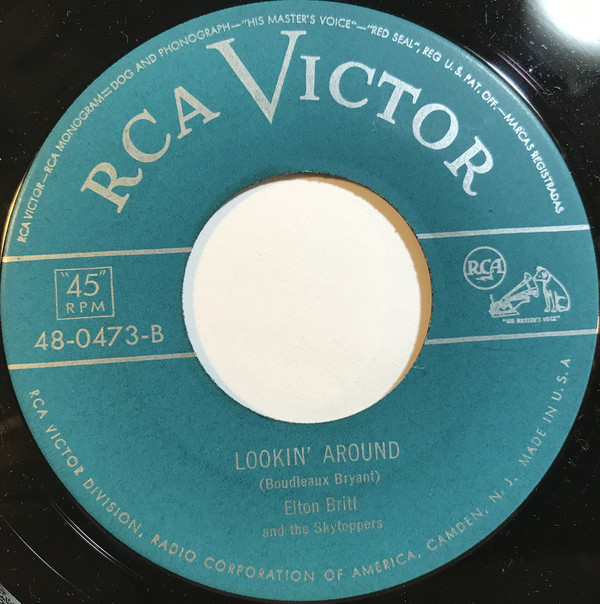 RCA VICTOR—RCA MONOGRAM—DOG AND PHONOGRAPH—"HIS MASTER'S VOICE"—"RED SEAL", REG. U.S. PAT. OFF.—MARCAS REGISTRADAS
RCA VICTOR
"45"
RPM
48-0473-B
RCA
"HIS MASTER'S VOICE"
LOOKIN' AROUND
(Boudleaux Bryant)
Elton Britt
and the Skytoppers
RCA VICTOR DIVISION, RADIO CORPORATION OF AMERICA, CAMDEN, N. J. MADE IN U.S.A.